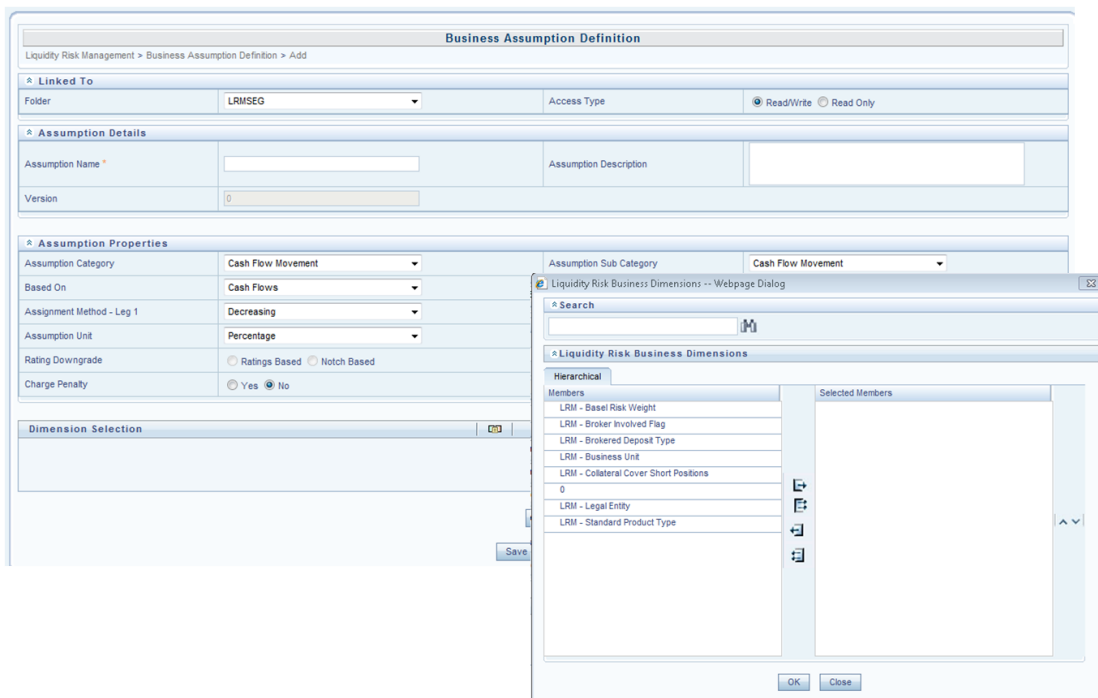 Business Assumption Definition
Liquidity Risk Management > Business Assumption Definition > Add
Linked To
Folder LRMSEG Access Type Read/Write Read Only
Assumption Details
Assumption Name * Assumption Description
Version 0
Assumption Properties
Assumption Category Cash Flow Movement Assumption Sub Category Cash Flow Movement
Based On Cash Flows
Assignment Method - Leg 1 Decreasing
Assumption Unit Percentage
Rating Downgrade Ratings Based Notch Based
Charge Penalty Yes No
Dimension Selection
Save
Liquidity Risk Business Dimensions -- Webpage Dialog
Search
Liquidity Risk Business Dimensions
Hierarchical
Members Selected Members
LRM - Basel Risk Weight
LRM - Broker Involved Flag
LRM - Brokered Deposit Type
LRM - Business Unit
LRM - Collateral Cover Short Positions
0
LRM - Legal Entity
LRM - Standard Product Type
OK Close